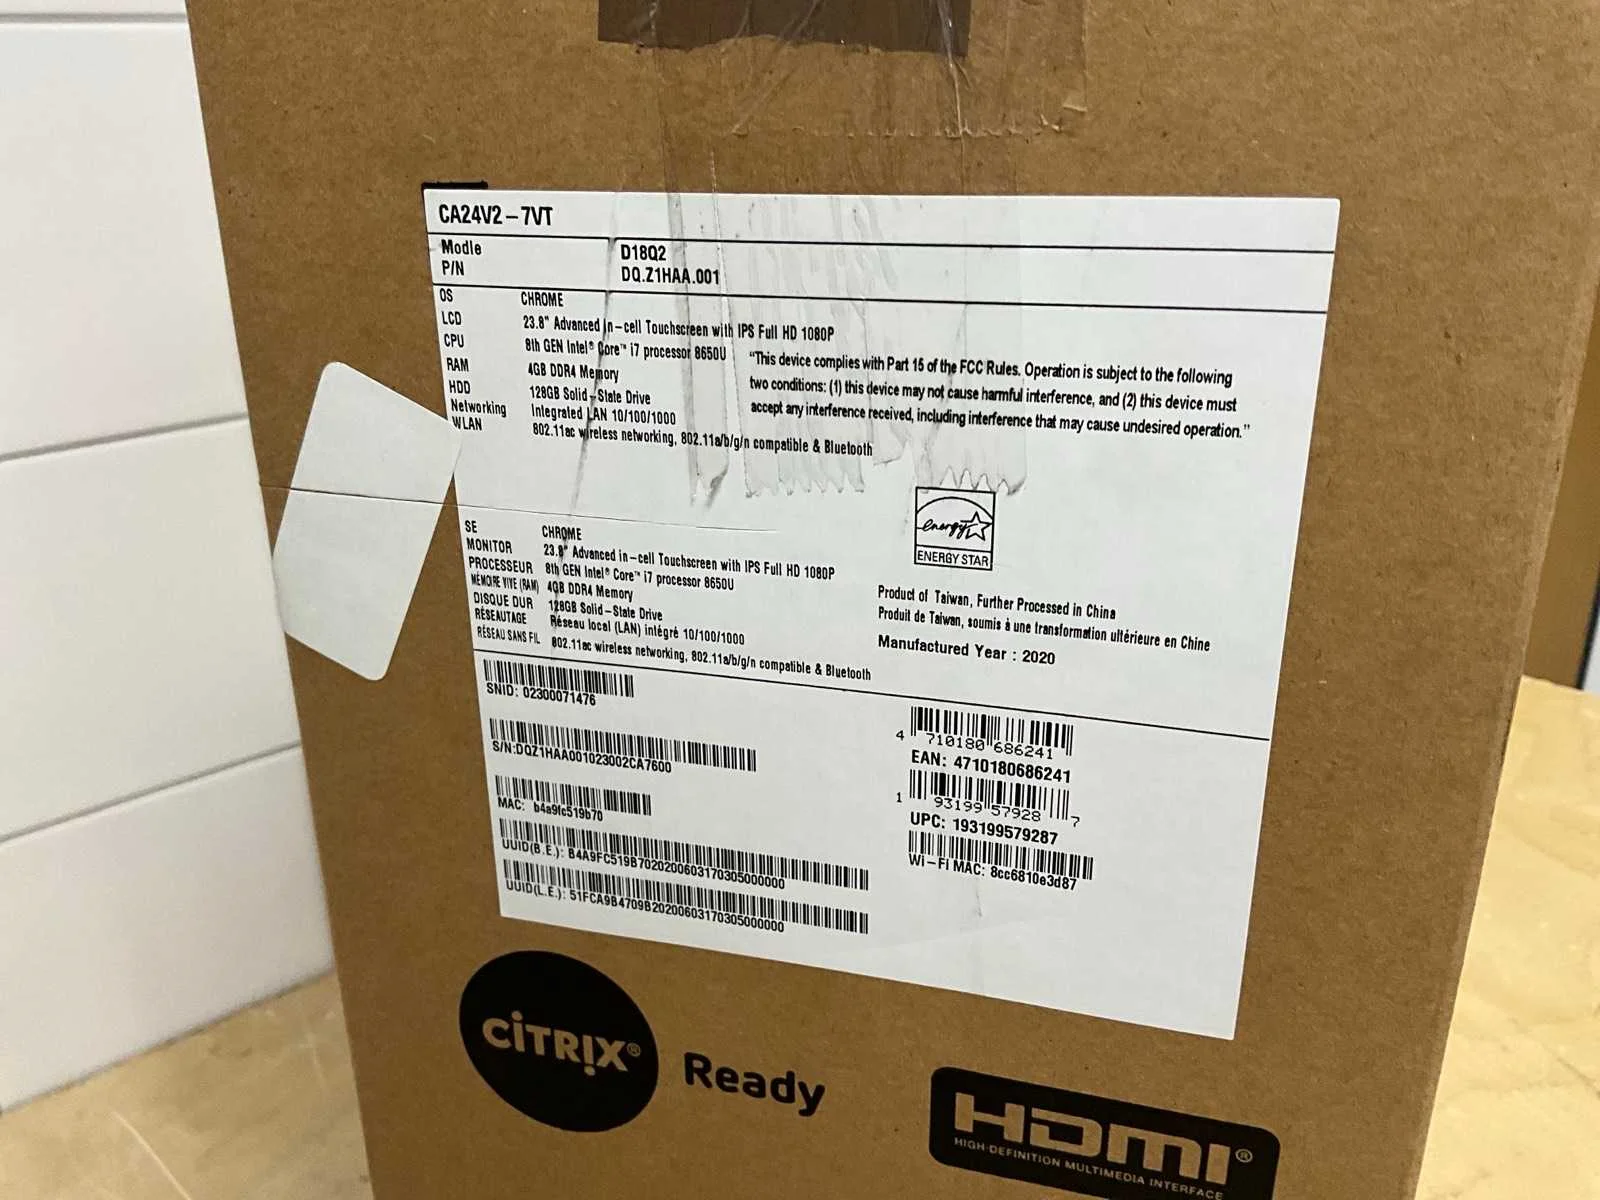 CA24V2-7VT
Modle D18Q2
P/N DQ.Z1HAA.001
OS CHROME
LCD 23.8" Advanced in-cell Touchscreen with IPS Full HD 1080P
CPU 8th GEN Intel® Core™ i7 processor 8650U
RAM 4GB DDR4 Memory
HDD 128GB Solid-State Drive
Networking Integrated LAN 10/100/1000
WLAN 802.11ac wireless networking, 802.11a/b/g/n compatible & Bluetooth
"This device complies with Part 15 of the FCC Rules. Operation is subject to the following
two conditions: (1) this device may not cause harmful interference, and (2) this device must
accept any interference received, including interference that may cause undesired operation."
energy
ENERGY STAR
SE CHROME
MONITOR 23.8" Advanced in-cell Touchscreen with IPS Full HD 1080P
PROCESSEUR 8th GEN Intel® Core™ i7 processor 8650U
MÉMOIRE VIVE (RAM) 4GB DDR4 Memory
DISQUE DUR 128GB Solid-State Drive
RÉSEAUTAGE Réseau local (LAN) intégré 10/100/1000
RÉSEAU SANS FIL 802.11ac wireless networking, 802.11a/b/g/n compatible & Bluetooth
Product of Taiwan, Further Processed in China
Produit de Taiwan, soumis à une transformation ultérieure en Chine
Manufactured Year : 2020
SNID: 02300071476
S/N:DQZ1HAA001023002CA7600
MAC: b4a9fc519b70
UUID(B.E.): B4A9FC519B7020200603170305000000
UUID(L.E.): 51FCA9B4709B20200603170305000000
4 710180 686241
EAN: 4710180686241
1 93199 57928 7
UPC: 193199579287
Wi-Fi MAC: 8cc6810e3d87
CİTRIX® Ready
HDMI®
HIGH-DEFINITION MULTIMEDIA INTERFACE